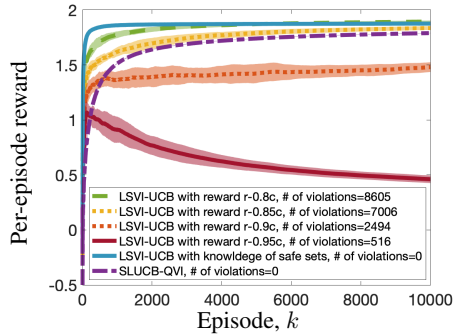 Per-episode reward
2
1.5
1
0.5
0
-0.5
LSVI-UCB with reward r-0.8c, # of violations=8605
LSVI-UCB with reward r-0.85c, # of violations=7006
LSVI-UCB with reward r-0.9c, # of violations=2494
LSVI-UCB with reward r-0.95c, # of violations=516
LSVI-UCB with knowldege of safe sets, # of violations=0
SLUCB-QVI, # of violations=0
0 2000 4000 6000 8000 10000
Episode, k